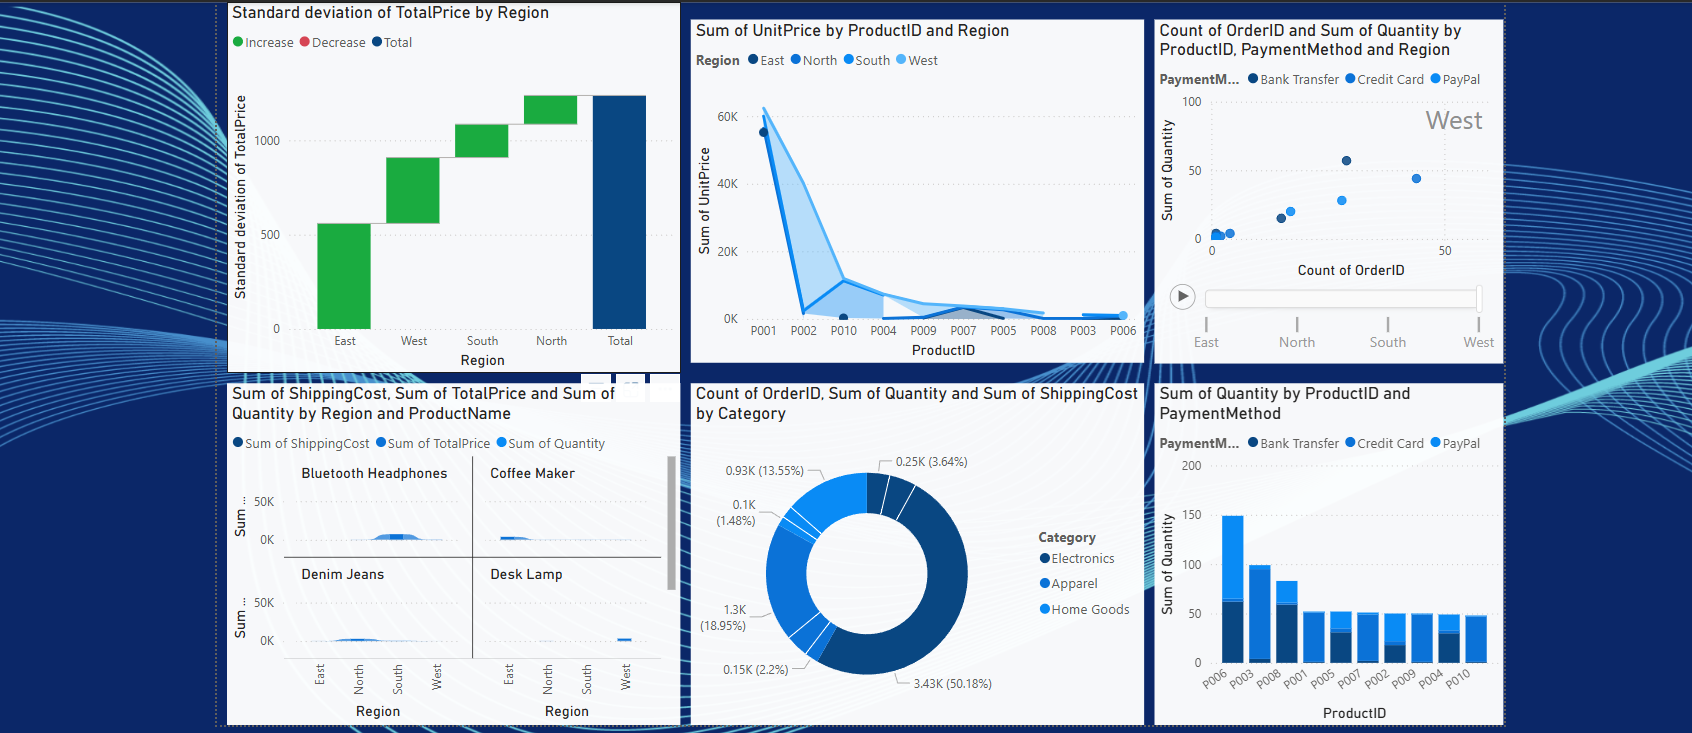 Standard deviation of TotalPrice by Region
Increase Decrease Total
Standard deviation of TotalPrice
1000
500
0
East West South North Total
Region
Sum of UnitPrice by ProductID and Region
Region East North South West
Sum of UnitPrice
60K
40K
20K
0K
P001 P002 P010 P004 P009 P007 P005 P008 P003 P006
ProductID
Count of OrderID and Sum of Quantity by
ProductID, PaymentMethod and Region
PaymentM... Bank Transfer Credit Card PayPal
West
Sum of Quantity
100
50
0
0 50
Count of OrderID
East North South West
Sum of ShippingCost, Sum of TotalPrice and Sum of
Quantity by Region and ProductName
Sum of ShippingCost Sum of TotalPrice Sum of Quantity
Bluetooth Headphones Coffee Maker
Sum ...
50K
0K
Denim Jeans Desk Lamp
Sum ...
50K
0K
East North South West East North South West
Region Region
Count of OrderID, Sum of Quantity and Sum of ShippingCost
by Category
0.93K (13.55%)
0.25K (3.64%)
0.1K
(1.48%)
1.3K
(18.95%)
0.15K (2.2%)
3.43K (50.18%)
Category
Electronics
Apparel
Home Goods
Sum of Quantity by ProductID and
PaymentMethod
PaymentM... Bank Transfer Credit Card PayPal
Sum of Quantity
200
150
100
50
0
P006 P003 P008 P001 P005 P007 P002 P009 P004 P010
ProductID